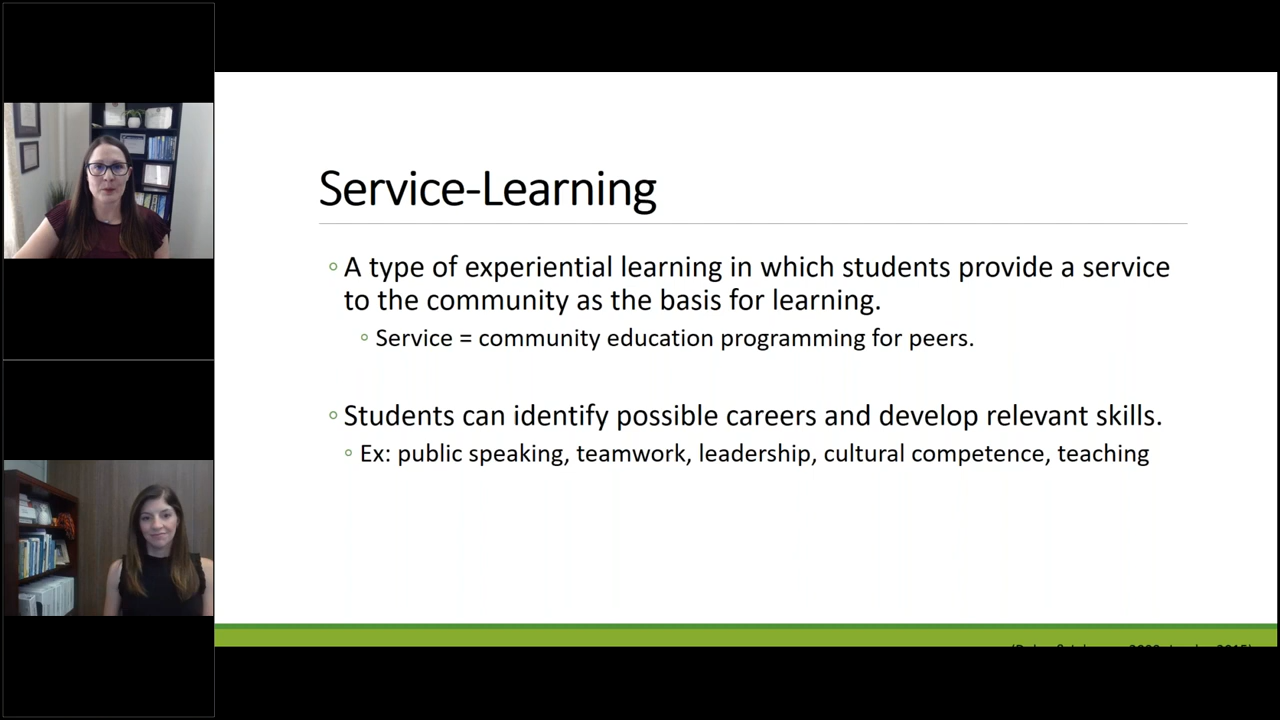 Service-Learning
A type of experiential learning in which students provide a service
to the community as the basis for learning.
Service = community education programming for peers.
Students can identify possible careers and develop relevant skills.
Ex: public speaking, teamwork, leadership, cultural competence, teaching